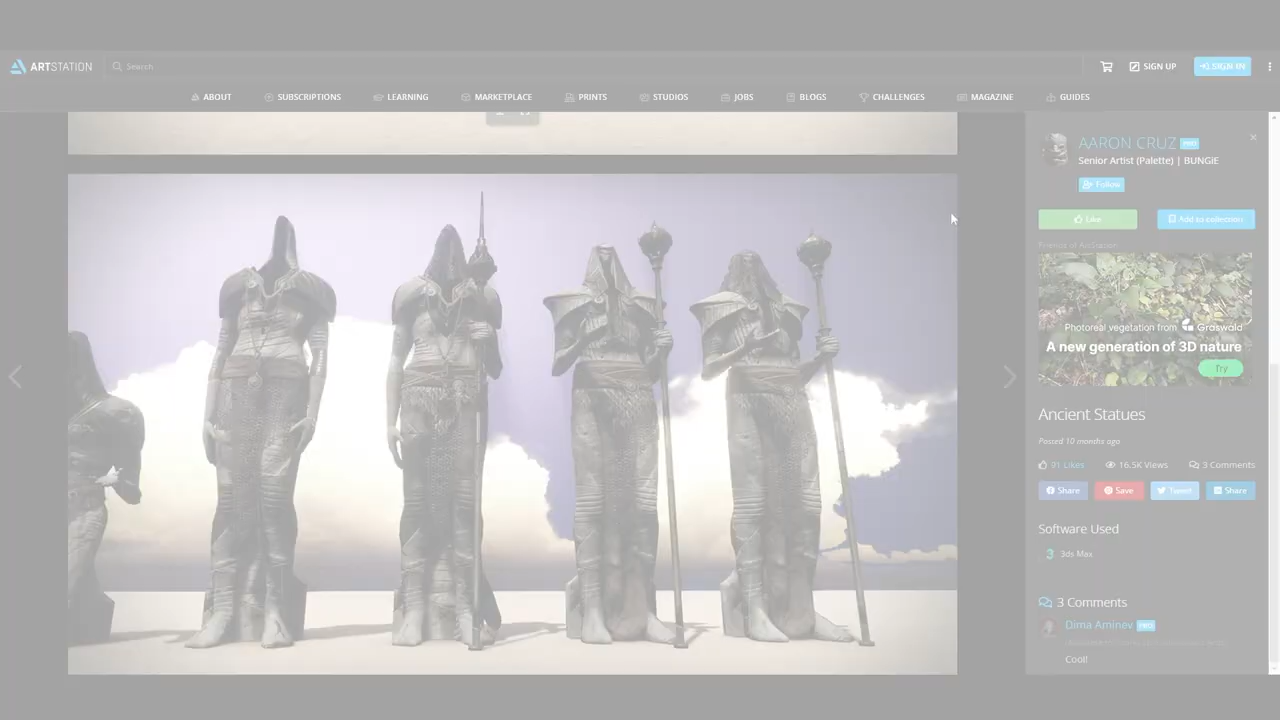 ARTSTATION
Search
SIGN UP
SIGN IN
ABOUT
SUBSCRIPTIONS
LEARNING
MARKETPLACE
PRINTS
STUDIOS
JOBS
BLOGS
CHALLENGES
MAGAZINE
GUIDES
AARON CRUZ PRO
Senior Artist (Palette) | BUNGiE
Follow
Like
Add to collection
Friends of ArtStation
Photoreal vegetation from Graswald
A new generation of 3D nature
Try
Ancient Statues
Posted 10 months ago
91 Likes
16.5K Views
3 Comments
Share
Save
Tweet
Share
Software Used
3ds Max
3 Comments
Dima Aminev PRO
Cool!